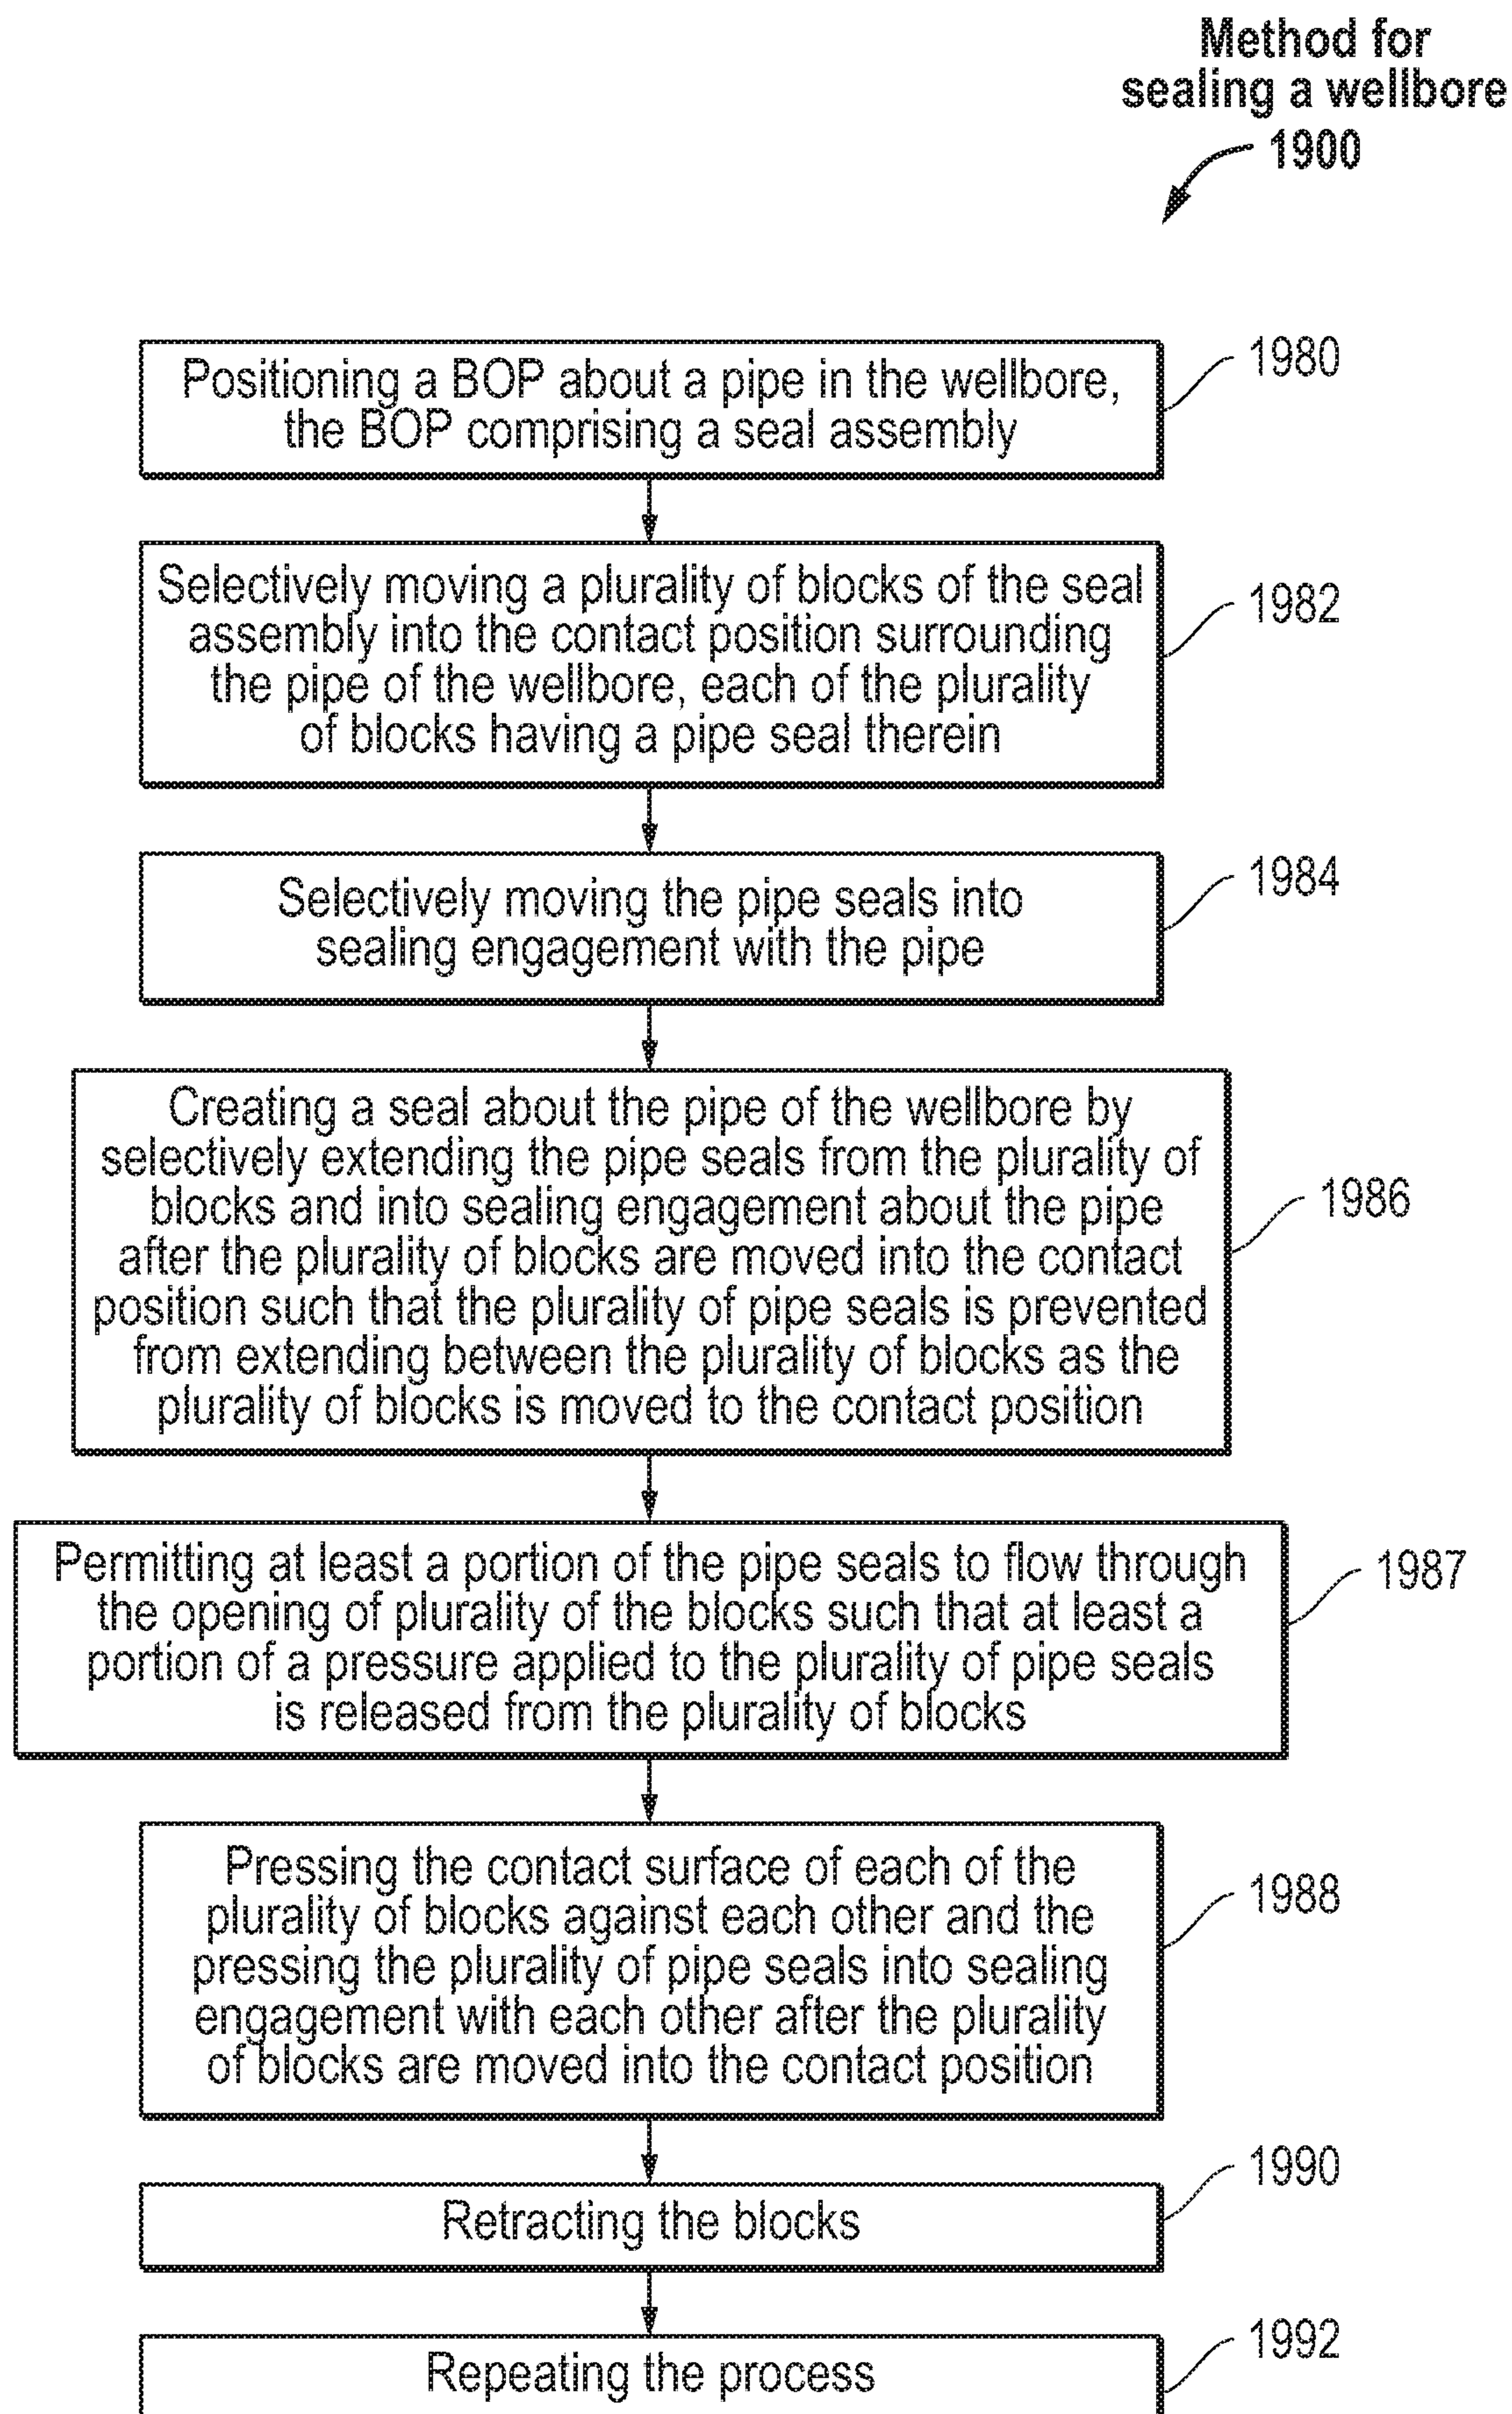 Method for
sealing a wellbore
1900
Positioning a BOP about a pipe in the wellbore,
the BOP comprising a seal assembly
1980
Selectively moving a plurality of blocks of the seal
assembly into the contact position surrounding
the pipe of the wellbore, each of the plurality
of blocks having a pipe seal therein
1982
Selectively moving the pipe seals into
sealing engagement with the pipe
1984
Creating a seal about the pipe of the wellbore by
selectively extending the pipe seals from the plurality of
blocks and into sealing engagement about the pipe
after the plurality of blocks are moved into the contact
position such that the plurality of pipe seals is prevented
from extending between the plurality of blocks as the
plurality of blocks is moved to the contact position
1986
Permitting at least a portion of the pipe seals to flow through
the opening of plurality of the blocks such that at least a
portion of a pressure applied to the plurality of pipe seals
is released from the plurality of blocks
1987
Pressing the contact surface of each of the
plurality of blocks against each other and the
pressing the plurality of pipe seals into sealing
engagement with each other after the plurality
of blocks are moved into the contact position
1988
Retracting the blocks
1990
Repeating the process
1992